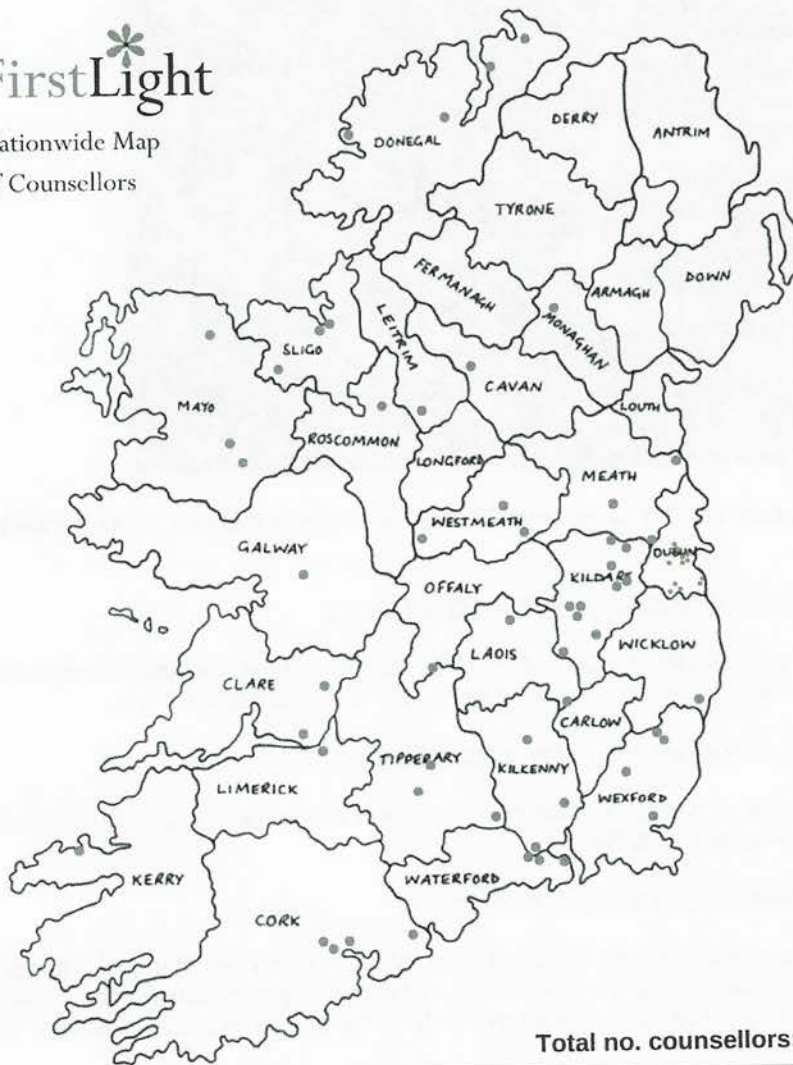 FirstLight
ationwide Map
f Counsellors
DERRY
ANTRIM
DONEGAL
TYRONE
FERMANAGH
ARMAGH
DOWN
MONAGHAN
LEITRIM
SLIGO
CAVAN
MAYO
LOUTH
ROSCOMMON
LONGFORD
MEATH
WESTMEATH
GALWAY
DUBLIN
KILDARE
OFFALY
WICKLOW
LAOIS
CLARE
CARLOW
TIPPERARY
KILKENNY
LIMERICK
WEXFORD
WATERFORD
KERRY
CORK
Total no. counsellors: